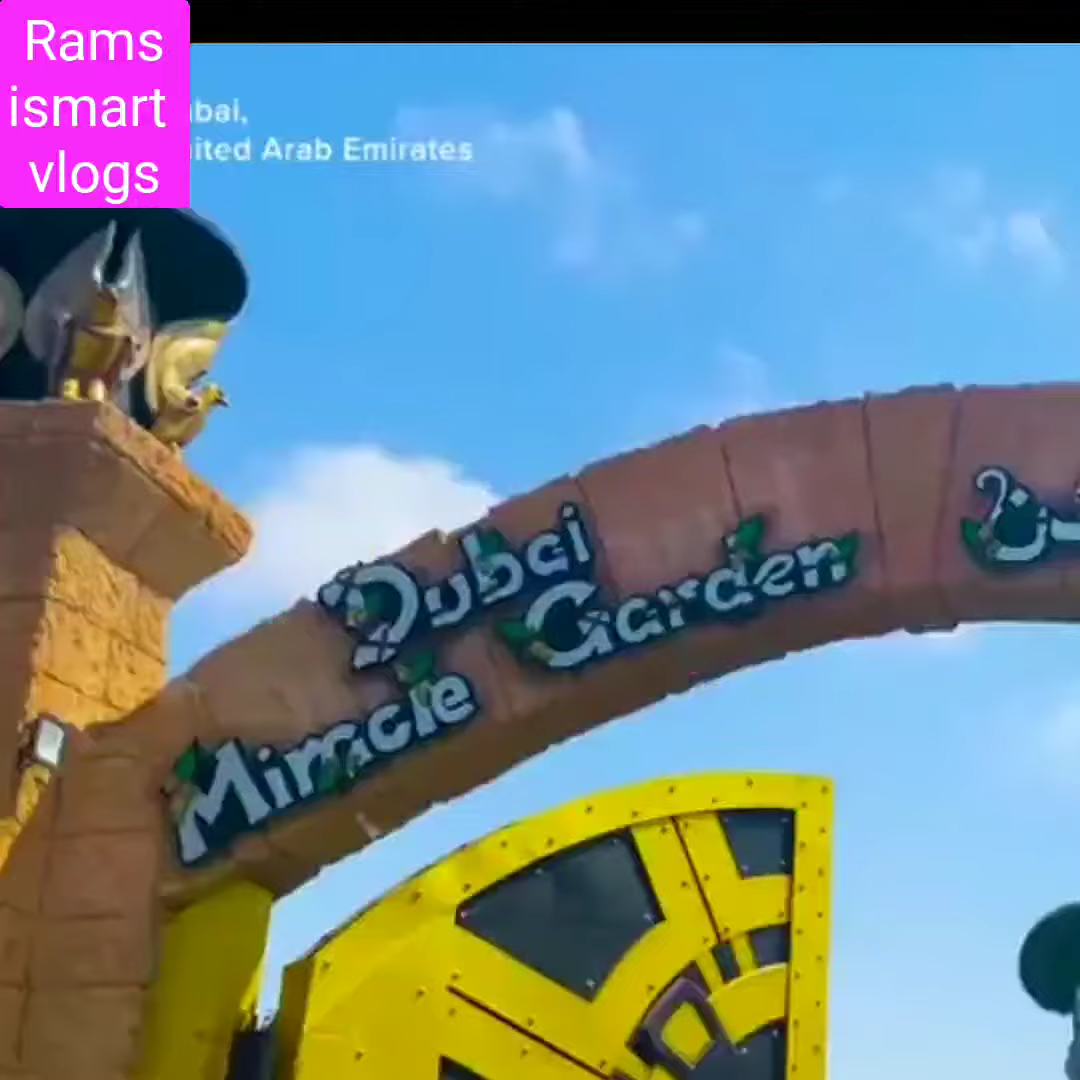 Rams
ismart
vlogs
bai,
ited Arab Emirates
Dubai
Miracle Garden